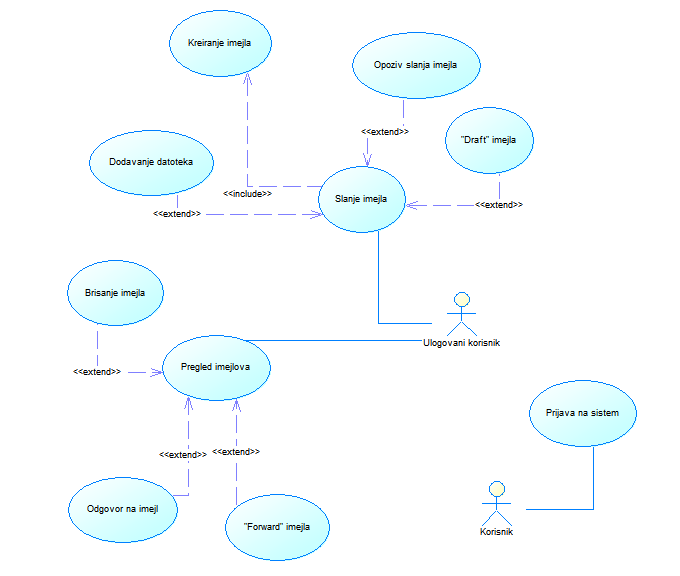 Kreiranje imejla
Opoziv slanja imejla
<<extend>>
"Draft" imejla
Dodavanje datoteka
<<include>>
Slanje imejla
<<extend>>
<<extend>>
Brisanje imejla
Ulogovani korisnik
Pregled imejlova
<<extend>>
Prijava na sistem
<<extend>>
<<extend>>
Odgovor na imejl
"Forward" imejla
Korisnik